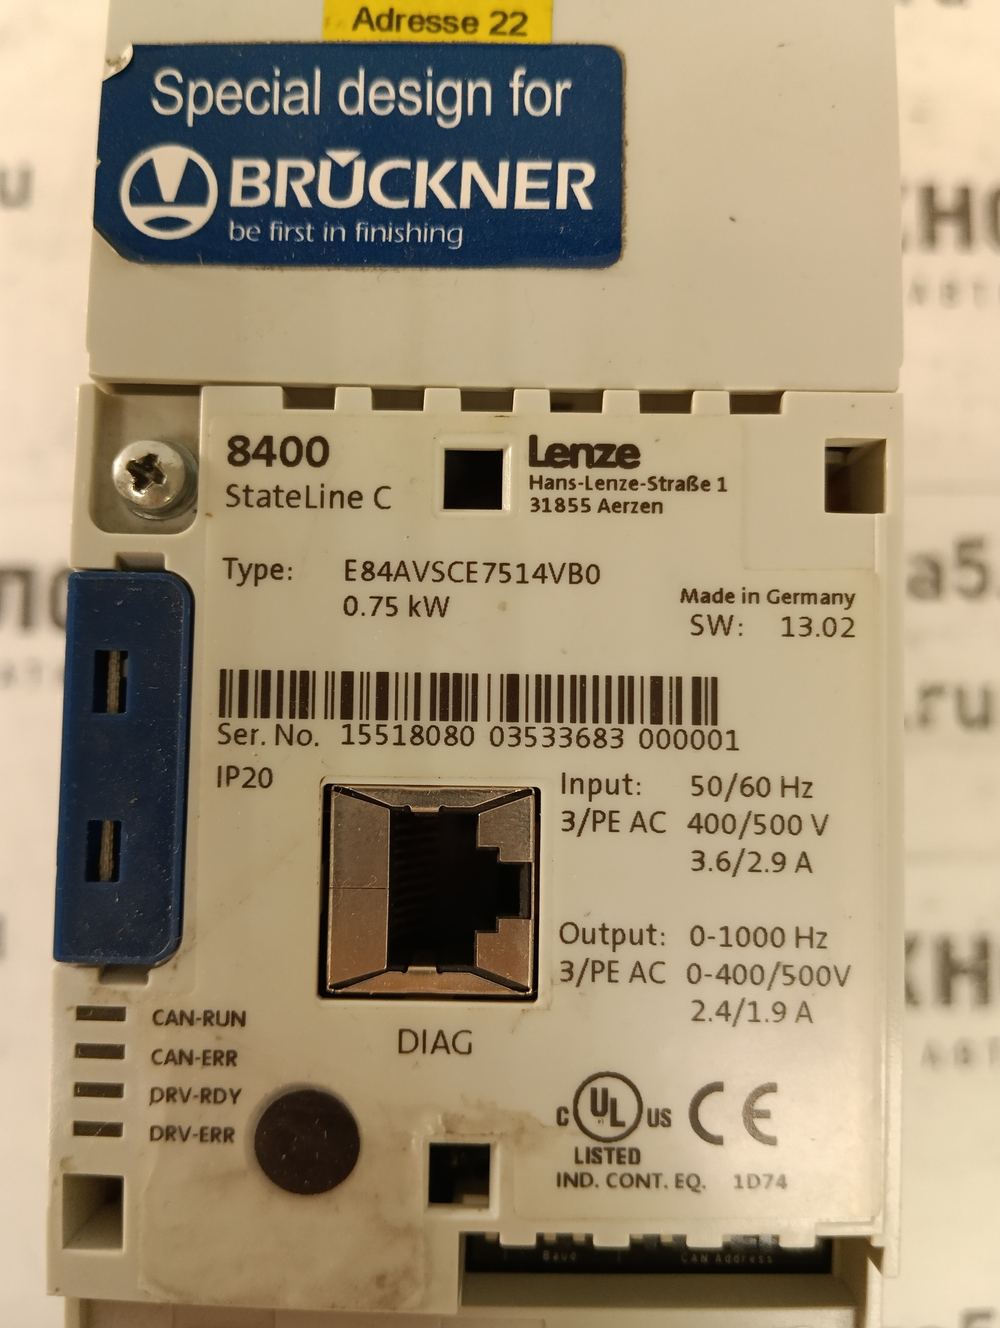 Adresse 22
Special design for
BRÜCKNER
be first in finishing
8400
StateLine C
Lenze
Hans-Lenze-Straße 1
31855 Aerzen
Type: E84AVSCE7514VB0
0.75 kW
Made in Germany
SW: 13.02
Ser. No. 15518080 03533683 000001
IP20
Input: 50/60 Hz
3/PE AC 400/500 V
3.6/2.9 A
Output: 0-1000 Hz
3/PE AC 0-400/500V
2.4/1.9 A
DIAG
CAN-RUN
CAN-ERR
DRV-RDY
DRV-ERR
C UL US
LISTED
IND. CONT. EQ. 1D74
CE
Baud
CAN Address